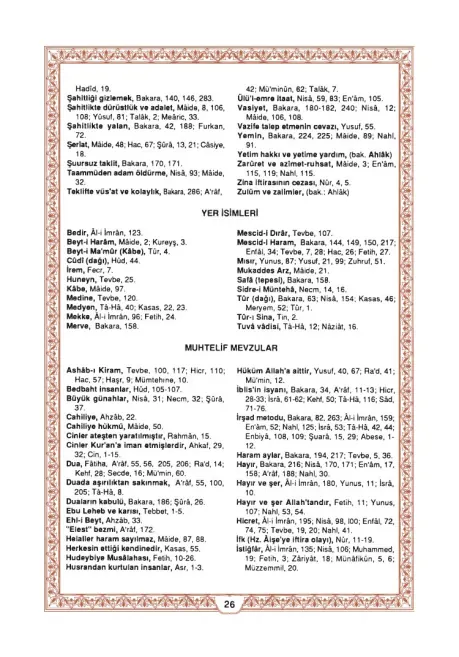 Hadîd, 19.
Şahitliği gizlemek, Bakara, 140, 146, 283.
Şahitlikte dürüstlük ve adalet, Mâide, 8, 106,
108; Yûsuf, 81; Talâk, 2; Meâric, 33.
Şahitlikte yalan, Bakara, 42, 188; Furkan,
72.
Şeriat, Mâide, 48; Hac, 67; Şûrâ, 13, 21; Câsiye,
18.
Şuursuz taklit, Bakara, 170, 171.
Taammüden adam öldürme, Nisâ, 93; Mâide,
32.
Teklifte vüs'at ve kolaylık, Bakara, 286; A'râf,
42; Mü'minûn, 62; Talâk, 7.
Ülü'l-emre itaat, Nisâ, 59, 83; En'âm, 105.
Vasiyet, Bakara, 180-182, 240; Nisâ, 12;
Mâide, 106, 108.
Vazife talep etmenin cevazı, Yusuf, 55.
Yemin, Bakara, 224, 225; Mâide, 89; Nahl,
91.
Yetim hakkı ve yetime yardım, (bak. Ahlâk)
Zarûret ve azimet-ruhsat, Mâide, 3; En'âm,
115, 119; Nahl, 115.
Zina iftirasının cezası, Nûr, 4, 5.
Zulüm ve zalimler, (bak.: Ahlâk)
YER İSİMLERİ
Bedir, Âl-i İmrân, 123.
Beyt-i Harâm, Mâide, 2; Kureyş, 3.
Beyt-i Ma'mûr (Kâbe), Tûr, 4.
Cûdî (dağı), Hûd, 44.
İrem, Fecr, 7.
Huneyn, Tevbe, 25.
Kâbe, Mâide, 97.
Medine, Tevbe, 120.
Medyen, Tâ-Hâ, 40; Kasas, 22, 23.
Mekke, Âl-i İmrân, 96; Fetih, 24.
Merve, Bakara, 158.
Mescid-i Dırâr, Tevbe, 107.
Mescid-i Haram, Bakara, 144, 149, 150, 217;
Enfâl, 34; Tevbe, 7, 28; Hac, 26; Fetih, 27.
Mısır, Yunus, 87; Yusuf, 21, 99; Zuhruf, 51.
Mukaddes Arz, Mâide, 21.
Safâ (tepesi), Bakara, 158.
Sidre-i Müntehâ, Necm, 14, 16.
Tûr (dağı), Bakara, 63; Nisâ, 154; Kasas, 46;
Meryem, 52; Tûr, 1.
Tûr-i Sîna, Tin, 2.
Tuvâ vâdisi, Tâ-Hâ, 12; Nâziât, 16.
MUHTELİF MEVZULAR
Ashâb-ı Kiram, Tevbe, 100, 117; Hicr, 110;
Hac, 57; Haşr, 9; Mümtehıne, 10.
Bedbaht insanlar, Hûd, 105-107.
Büyük günahlar, Nisâ, 31; Necm, 32; Şûrâ,
37.
Cahiliye, Ahzâb, 22.
Cahiliye hükmü, Mâide, 50.
Cinler ateşten yaratılmıştır, Rahmân, 15.
Cinler Kur'an'a iman etmişlerdir, Ahkaf, 29,
32; Cin, 1-15.
Dua, Fâtiha, A'râf, 55, 56, 205, 206; Ra'd, 14;
Kehf, 28; Secde, 16; Mü'min, 60.
Duada aşırılıktan sakınmak, A'râf, 55, 100,
205; Tâ-Hâ, 8.
Duaların kabulü, Bakara, 186; Şûrâ, 26.
Ebu Leheb ve karısı, Tebbet, 1-5.
Ehl-i Beyt, Ahzâb, 33.
"Elest" bezmi, A'râf, 172.
Helaller haram sayılmaz, Mâide, 87, 88.
Herkesin ettiği kendinedir, Kasas, 55.
Hudeybiye Musâlahası, Fetih, 10-26.
Husrandan kurtulan insanlar, Asr, 1-3.
Hüküm Allah'a aittir, Yusuf, 40, 67; Ra'd, 41;
Mü'min, 12.
İblis'in isyanı, Bakara, 34, A'râf, 11-13; Hicr,
28-33; İsrâ, 61-62; Kehf, 50; Tâ-Hâ, 116; Sâd,
71-76.
İrşad metodu, Bakara, 82, 263; Âl-i İmrân, 159;
En'âm, 52; Nahl, 125; İsrâ, 53; Tâ-Hâ, 42, 44;
Enbiyâ, 108, 109; Şuarâ, 15, 29; Abese, 1-
12.
Haram aylar, Bakara, 194, 217; Tevbe, 5, 36.
Hayır, Bakara, 216; Nisâ, 170, 171; En'âm, 17,
158; A'râf, 188; Nahl, 30.
Hayır ve şer, Âl-i İmrân, 180, Yunus, 11; İsrâ,
10.
Hayır ve şer Allah'tandır, Fetih, 11; Yunus,
107; Nahl, 53, 54.
Hicret, Âl-i İmrân, 195; Nisâ, 98, 100; Enfâl, 72,
74, 75; Tevbe, 19, 20; Nahl, 41.
İfk (Hz. Âişe'ye iftira olayı), Nûr, 11-19.
İstiğfâr, Âl-i İmrân, 135; Nisâ, 106; Muhammed,
19; Fetih, 3; Zâriyât, 18; Münâfikûn, 5, 6;
Müzzemmil, 20.
26